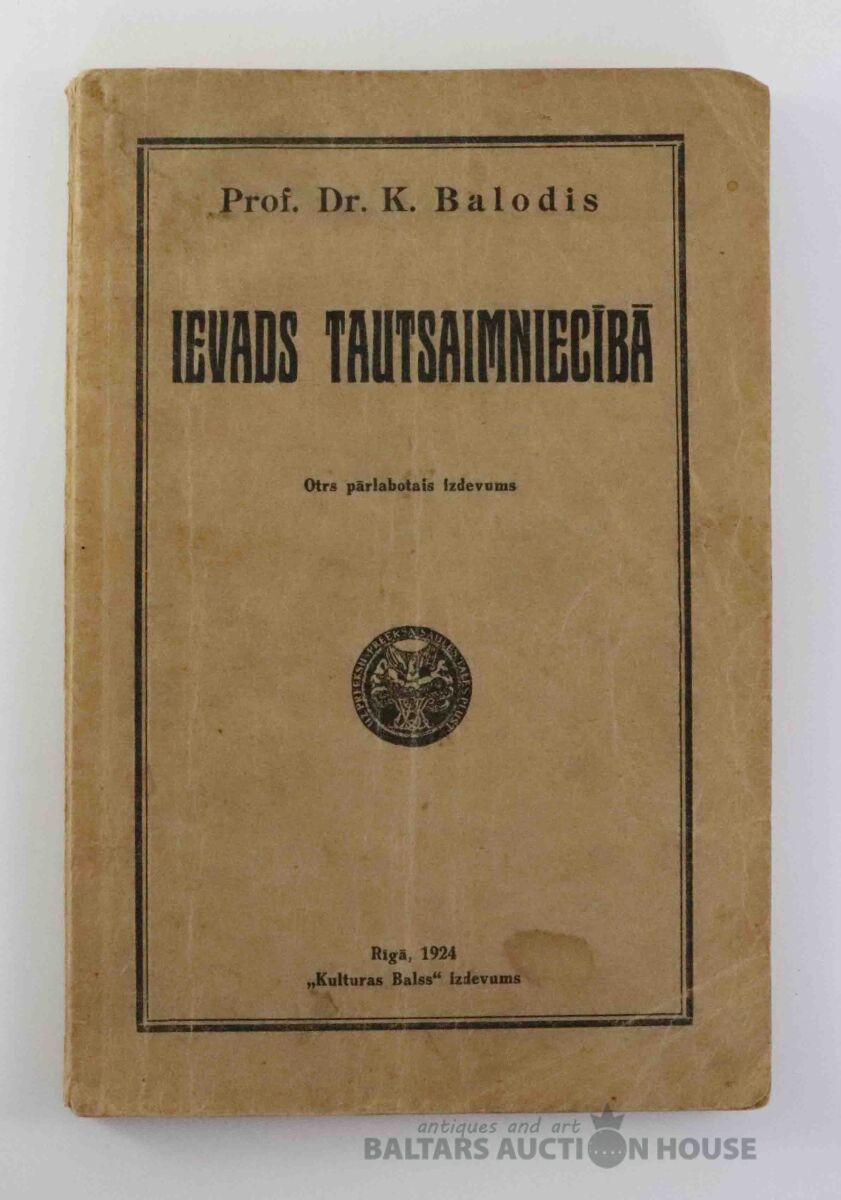 Prof. Dr. K. Balodis
IEVADS TAUTSAIMNIECĪBĀ
Otrs pārlabotais izdevums
Rīgā, 1924
„Kulturas Balss“ izdevums
antiques and art
BALTARS AUCTION HOUSE